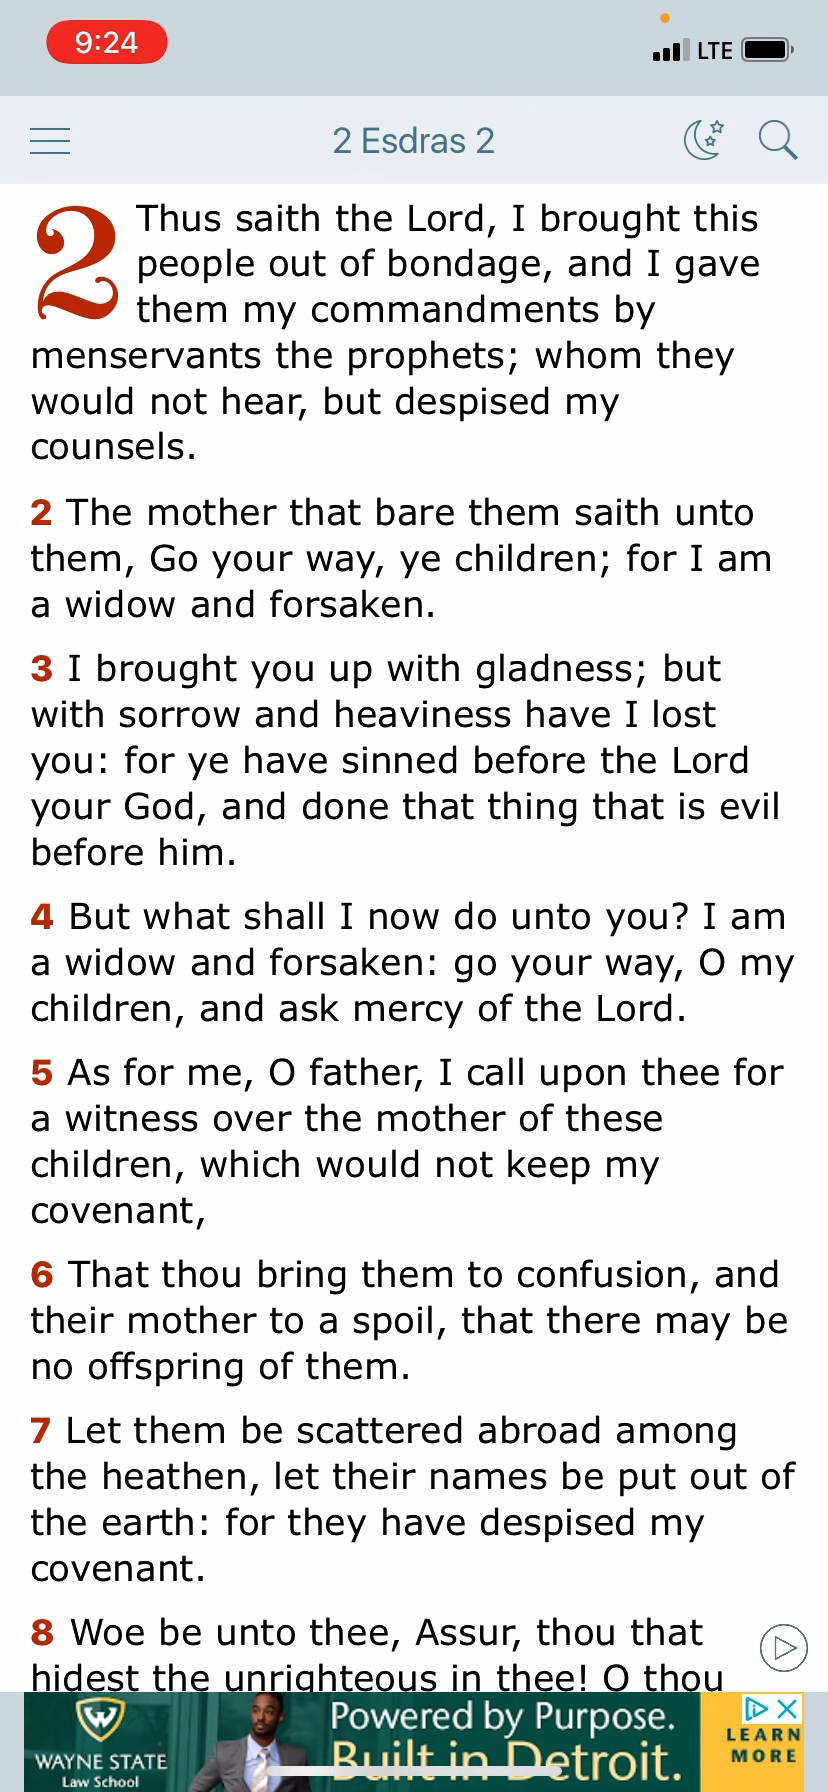 9:24
LTE
2 Esdras 2
2 Thus saith the Lord, I brought this
people out of bondage, and I gave
them my commandments by
menservants the prophets; whom they
would not hear, but despised my
counsels.
2 The mother that bare them saith unto
them, Go your way, ye children; for I am
a widow and forsaken.
3 I brought you up with gladness; but
with sorrow and heaviness have I lost
you: for ye have sinned before the Lord
your God, and done that thing that is evil
before him.
4 But what shall I now do unto you? I am
a widow and forsaken: go your way, O my
children, and ask mercy of the Lord.
5 As for me, O father, I call upon thee for
a witness over the mother of these
children, which would not keep my
covenant,
6 That thou bring them to confusion, and
their mother to a spoil, that there may be
no offspring of them.
7 Let them be scattered abroad among
the heathen, let their names be put out of
the earth: for they have despised my
covenant.
8 Woe be unto thee, Assur, thou that
hidest the unrighteous in thee! O thou
W
WAYNE STATE
Law School
Powered by Purpose.
Built in Detroit.
LEARN
MORE